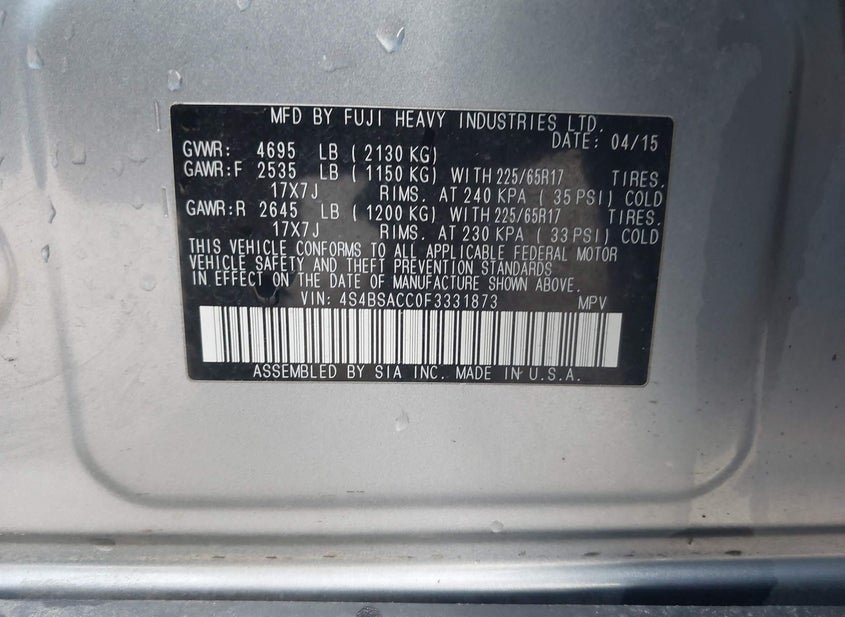 MFD BY FUJI HEAVY INDUSTRIES LTD.
DATE: 04/15
GVWR: 4695 LB ( 2130 KG)
GAWR:F 2535 LB ( 1150 KG) WITH 225/65R17 TIRES.
17X7J RIMS. AT 240 KPA ( 35 PSI) COLD
GAWR:R 2645 LB ( 1200 KG) WITH 225/65R17 TIRES.
17X7J RIMS. AT 230 KPA ( 33 PSI) COLD
THIS VEHICLE CONFORMS TO ALL APPLICABLE FEDERAL MOTOR
VEHICLE SAFETY AND THEFT PREVENTION STANDARDS
IN EFFECT ON THE DATE OF MANUFACTURE SHOWN ABOVE.
VIN: 4S4BSACC0F3331873 MPV
ASSEMBLED BY SIA INC. MADE IN U.S.A.